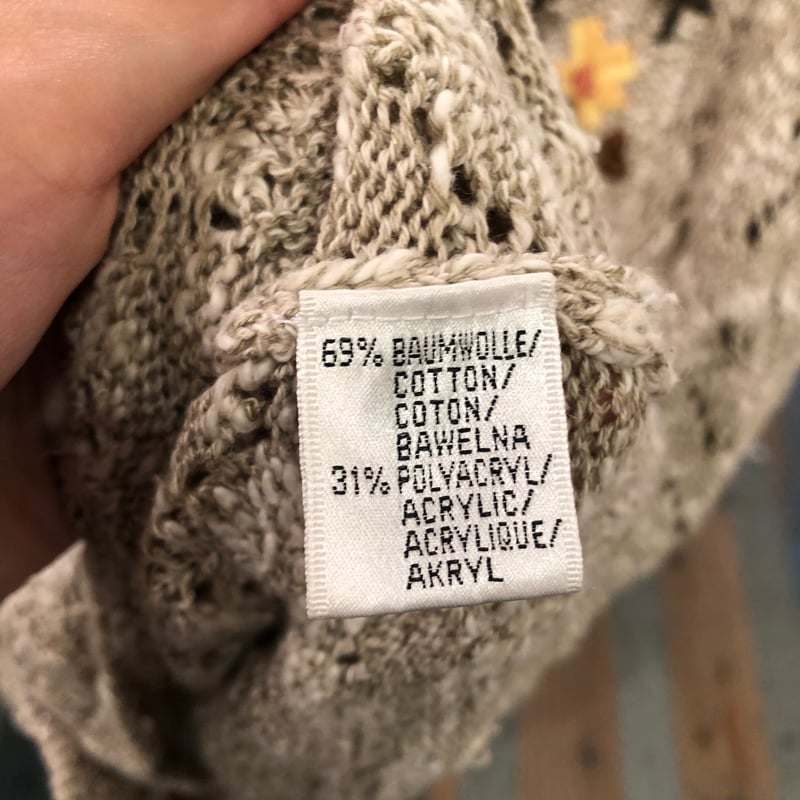 69% BAUMWOLLE/
COTTON/
COTON/
BAWELNA
31% POLYACRYL/
ACRYLIC/
ACRYLIQUE/
AKRYL